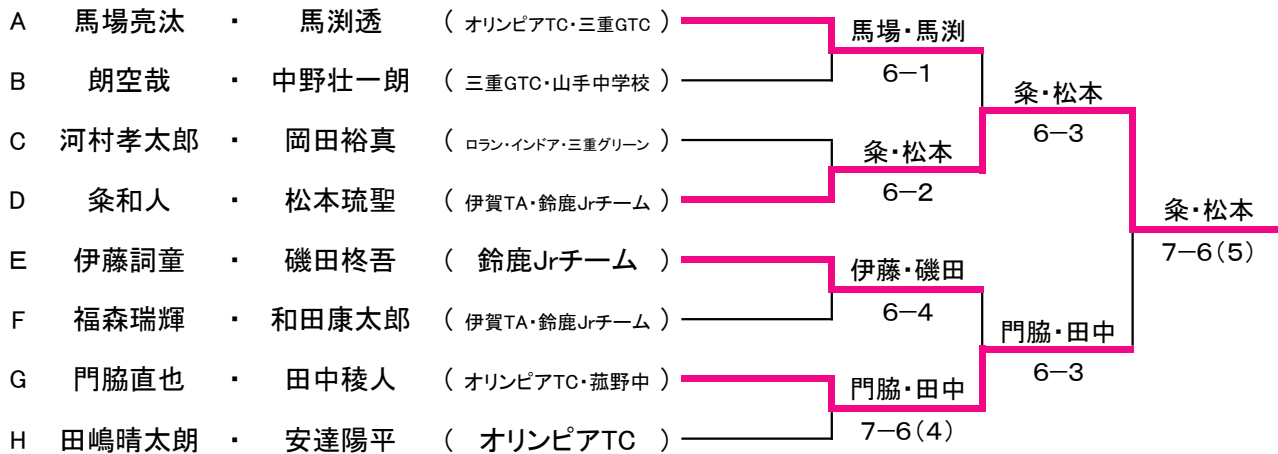 A 馬場亮汰 ・ 馬渕透 ( オリンピアTC・三重GTC )
馬場・馬渕
6-1
B 朗空哉 ・ 中野壮一朗 ( 三重GTC・山手中学校 )
粂・松本
6-3
C 河村孝太郎 ・ 岡田裕真 ( ロラン・インドア・三重グリーン )
粂・松本
6-2
D 粂和人 ・ 松本琉聖 ( 伊賀TA・鈴鹿Jrチーム )
粂・松本
7-6(5)
E 伊藤詞童 ・ 磯田柊吾 ( 鈴鹿Jrチーム )
伊藤・磯田
6-4
F 福森瑞輝 ・ 和田康太郎 ( 伊賀TA・鈴鹿Jrチーム )
門脇・田中
6-3
G 門脇直也 ・ 田中稜人 ( オリンピアTC・菰野中 )
門脇・田中
7-6(4)
H 田嶋晴太朗 ・ 安達陽平 ( オリンピアTC )